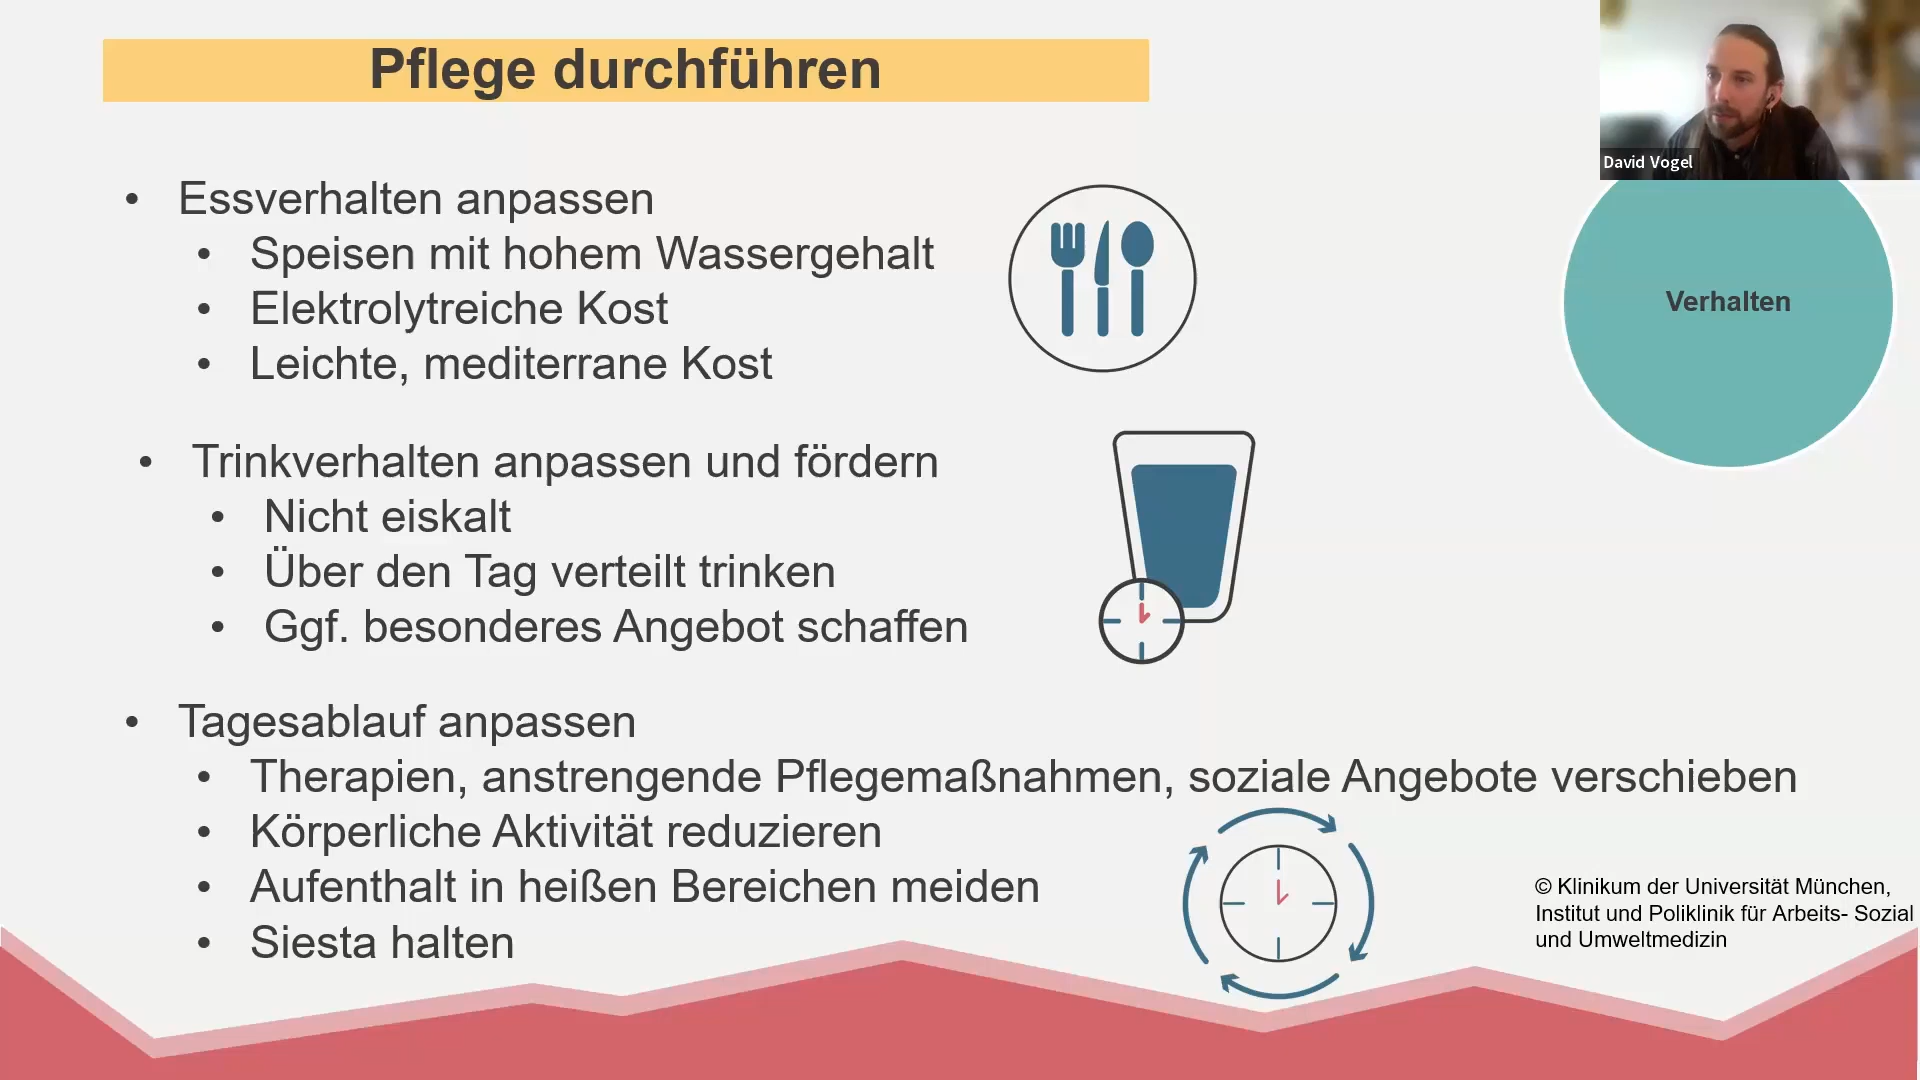 Pflege durchführen
David Vogel
• Essverhalten anpassen
• Speisen mit hohem Wassergehalt
• Elektrolytreiche Kost
• Leichte, mediterrane Kost
Verhalten
• Trinkverhalten anpassen und fördern
• Nicht eiskalt
• Über den Tag verteilt trinken
• Ggf. besonderes Angebot schaffen
• Tagesablauf anpassen
• Therapien, anstrengende Pflegemaßnahmen, soziale Angebote verschieben
• Körperliche Aktivität reduzieren
• Aufenthalt in heißen Bereichen meiden
• Siesta halten
© Klinikum der Universität München,
Institut und Poliklinik für Arbeits- Sozial
und Umweltmedizin